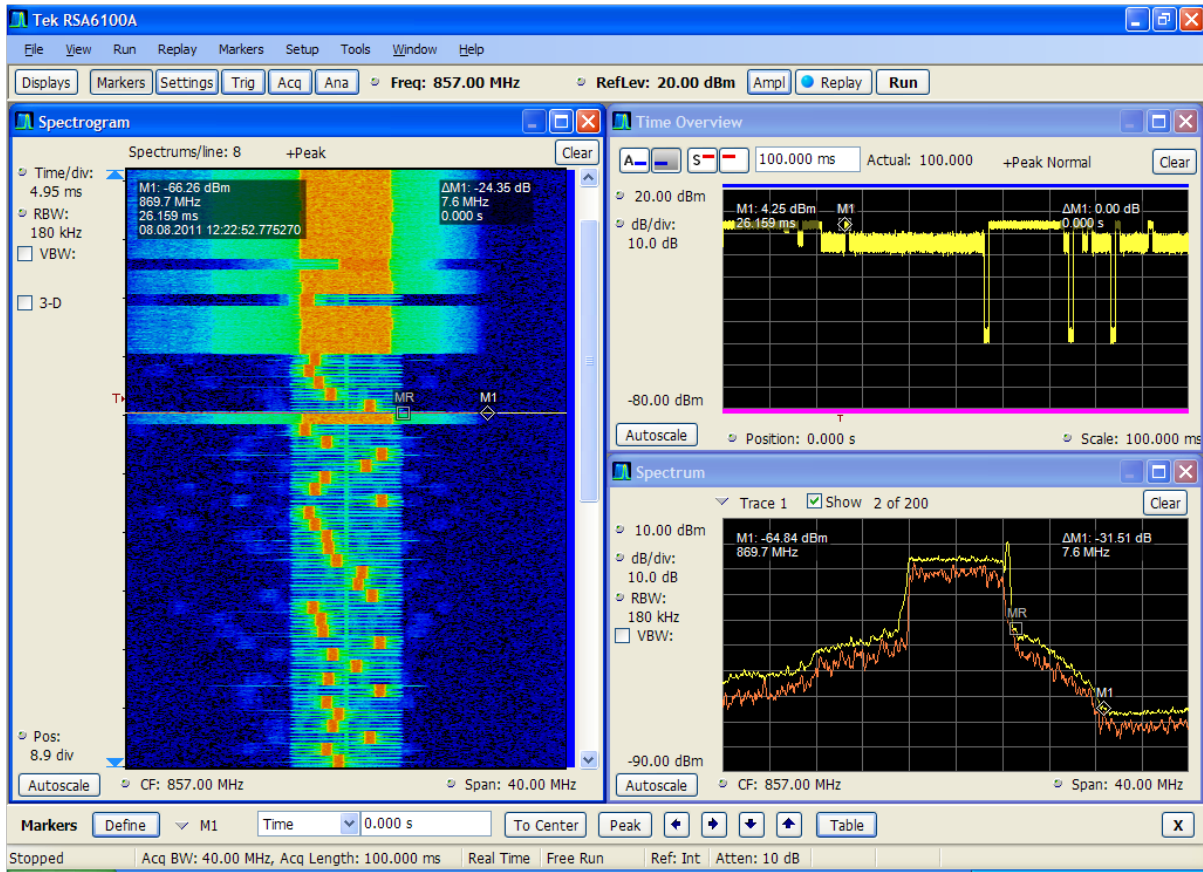 Tek RSA6100A
File View Run Replay Markers Setup Tools Window Help
Displays Markers Settings Trig Acq Ana Freq: 857.00 MHz RefLev: 20.00 dBm Ampl Replay Run
Spectrogram
Spectrums/line: 8 +Peak Clear
Time/div:
4.95 ms
RBW:
180 kHz
VBW:
3-D
M1: -66.26 dBm
869.7 MHz
26.159 ms
08.08.2011 12:22:52.775270
ΔM1: -24.35 dB
7.6 MHz
0.000 s
T
MR M1
Pos:
8.9 div
Autoscale CF: 857.00 MHz Span: 40.00 MHz
Time Overview
A S 100.000 ms Actual: 100.000 +Peak Normal Clear
20.00 dBm
dB/div:
10.0 dB
M1: 4.25 dBm
26.159 ms
M1
ΔM1: 0.00 dB
0.000 s
-80.00 dBm
T
Autoscale Position: 0.000 s Scale: 100.000 ms
Spectrum
Trace 1 Show 2 of 200 Clear
10.00 dBm
dB/div:
10.0 dB
RBW:
180 kHz
VBW:
M1: -64.84 dBm
869.7 MHz
ΔM1: -31.51 dB
7.6 MHz
MR
M1
-90.00 dBm
Autoscale CF: 857.00 MHz Span: 40.00 MHz
Markers Define M1 Time 0.000 s To Center Peak Table X
Stopped Acq BW: 40.00 MHz, Acq Length: 100.000 ms Real Time Free Run Ref: Int Atten: 10 dB